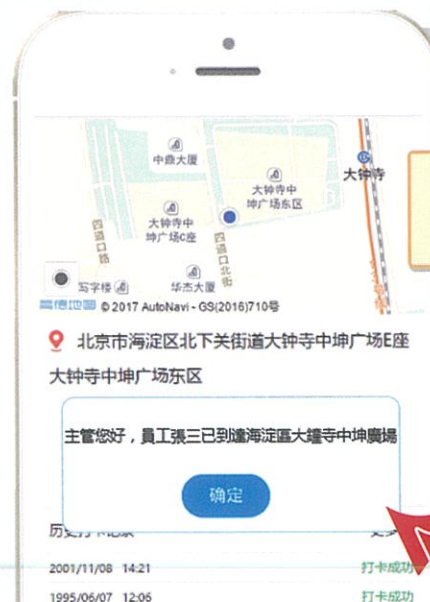 中鼎大厦
大钟寺
大钟寺中
坤广场东区
大钟寺中
坤广场C座
四道口路
四道口北街
写字楼
华杰大厦
高德地图 © 2017 AutoNavi - GS(2016)710号
北京市海淀区北下关街道大钟寺中坤广场E座
大钟寺中坤广场东区
主管您好，員工張三已到達海淀區大鐘寺中坤廣場
确定
历史打卡记录
更多
2001/11/08 14:21 打卡成功
1995/06/07 12:06 打卡成功